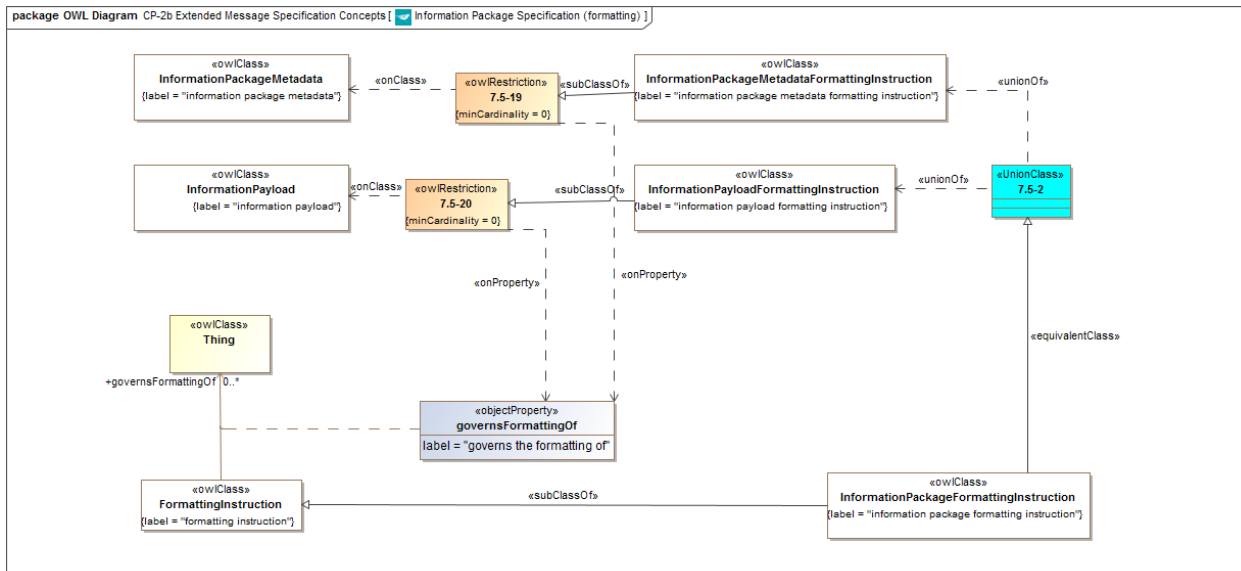 package OWL Diagram CP-2b Extended Message Specification Concepts [ Information Package Specification (formatting) ]
«owlClass»
InformationPackageMetadata
{label = "information package metadata"}
«onClass»
«owlRestriction»
7.5-19
{minCardinality = 0}
«subClassOf»
«owlClass»
InformationPackageMetadataFormattingInstruction
{label = "information package metadata formatting instruction"}
«unionOf»
«owlClass»
InformationPayload
{label = "information payload"}
«onClass»
«owlRestriction»
7.5-20
{minCardinality = 0}
«subClassOf»
«owlClass»
InformationPayloadFormattingInstruction
{label = "information payload formatting instruction"}
«unionOf»
«UnionClass»
7.5-2
«onProperty»
«onProperty»
«owlClass»
Thing
«equivalentClass»
+governsFormattingOf 0..*
«objectProperty»
governsFormattingOf
label = "governs the formatting of"
«owlClass»
FormattingInstruction
{label = "formatting instruction"}
«subClassOf»
«owlClass»
InformationPackageFormattingInstruction
{label = "information package formatting instruction"}